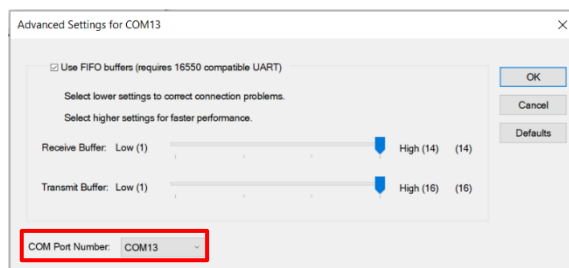 Advanced Settings for COM13
Use FIFO buffers (requires 16550 compatible UART)
OK
Select lower settings to correct connection problems.
Cancel
Select higher settings for faster performance.
Defaults
Receive Buffer: Low (1) High (14) (14)
Transmit Buffer: Low (1) High (16) (16)
COM Port Number: COM13